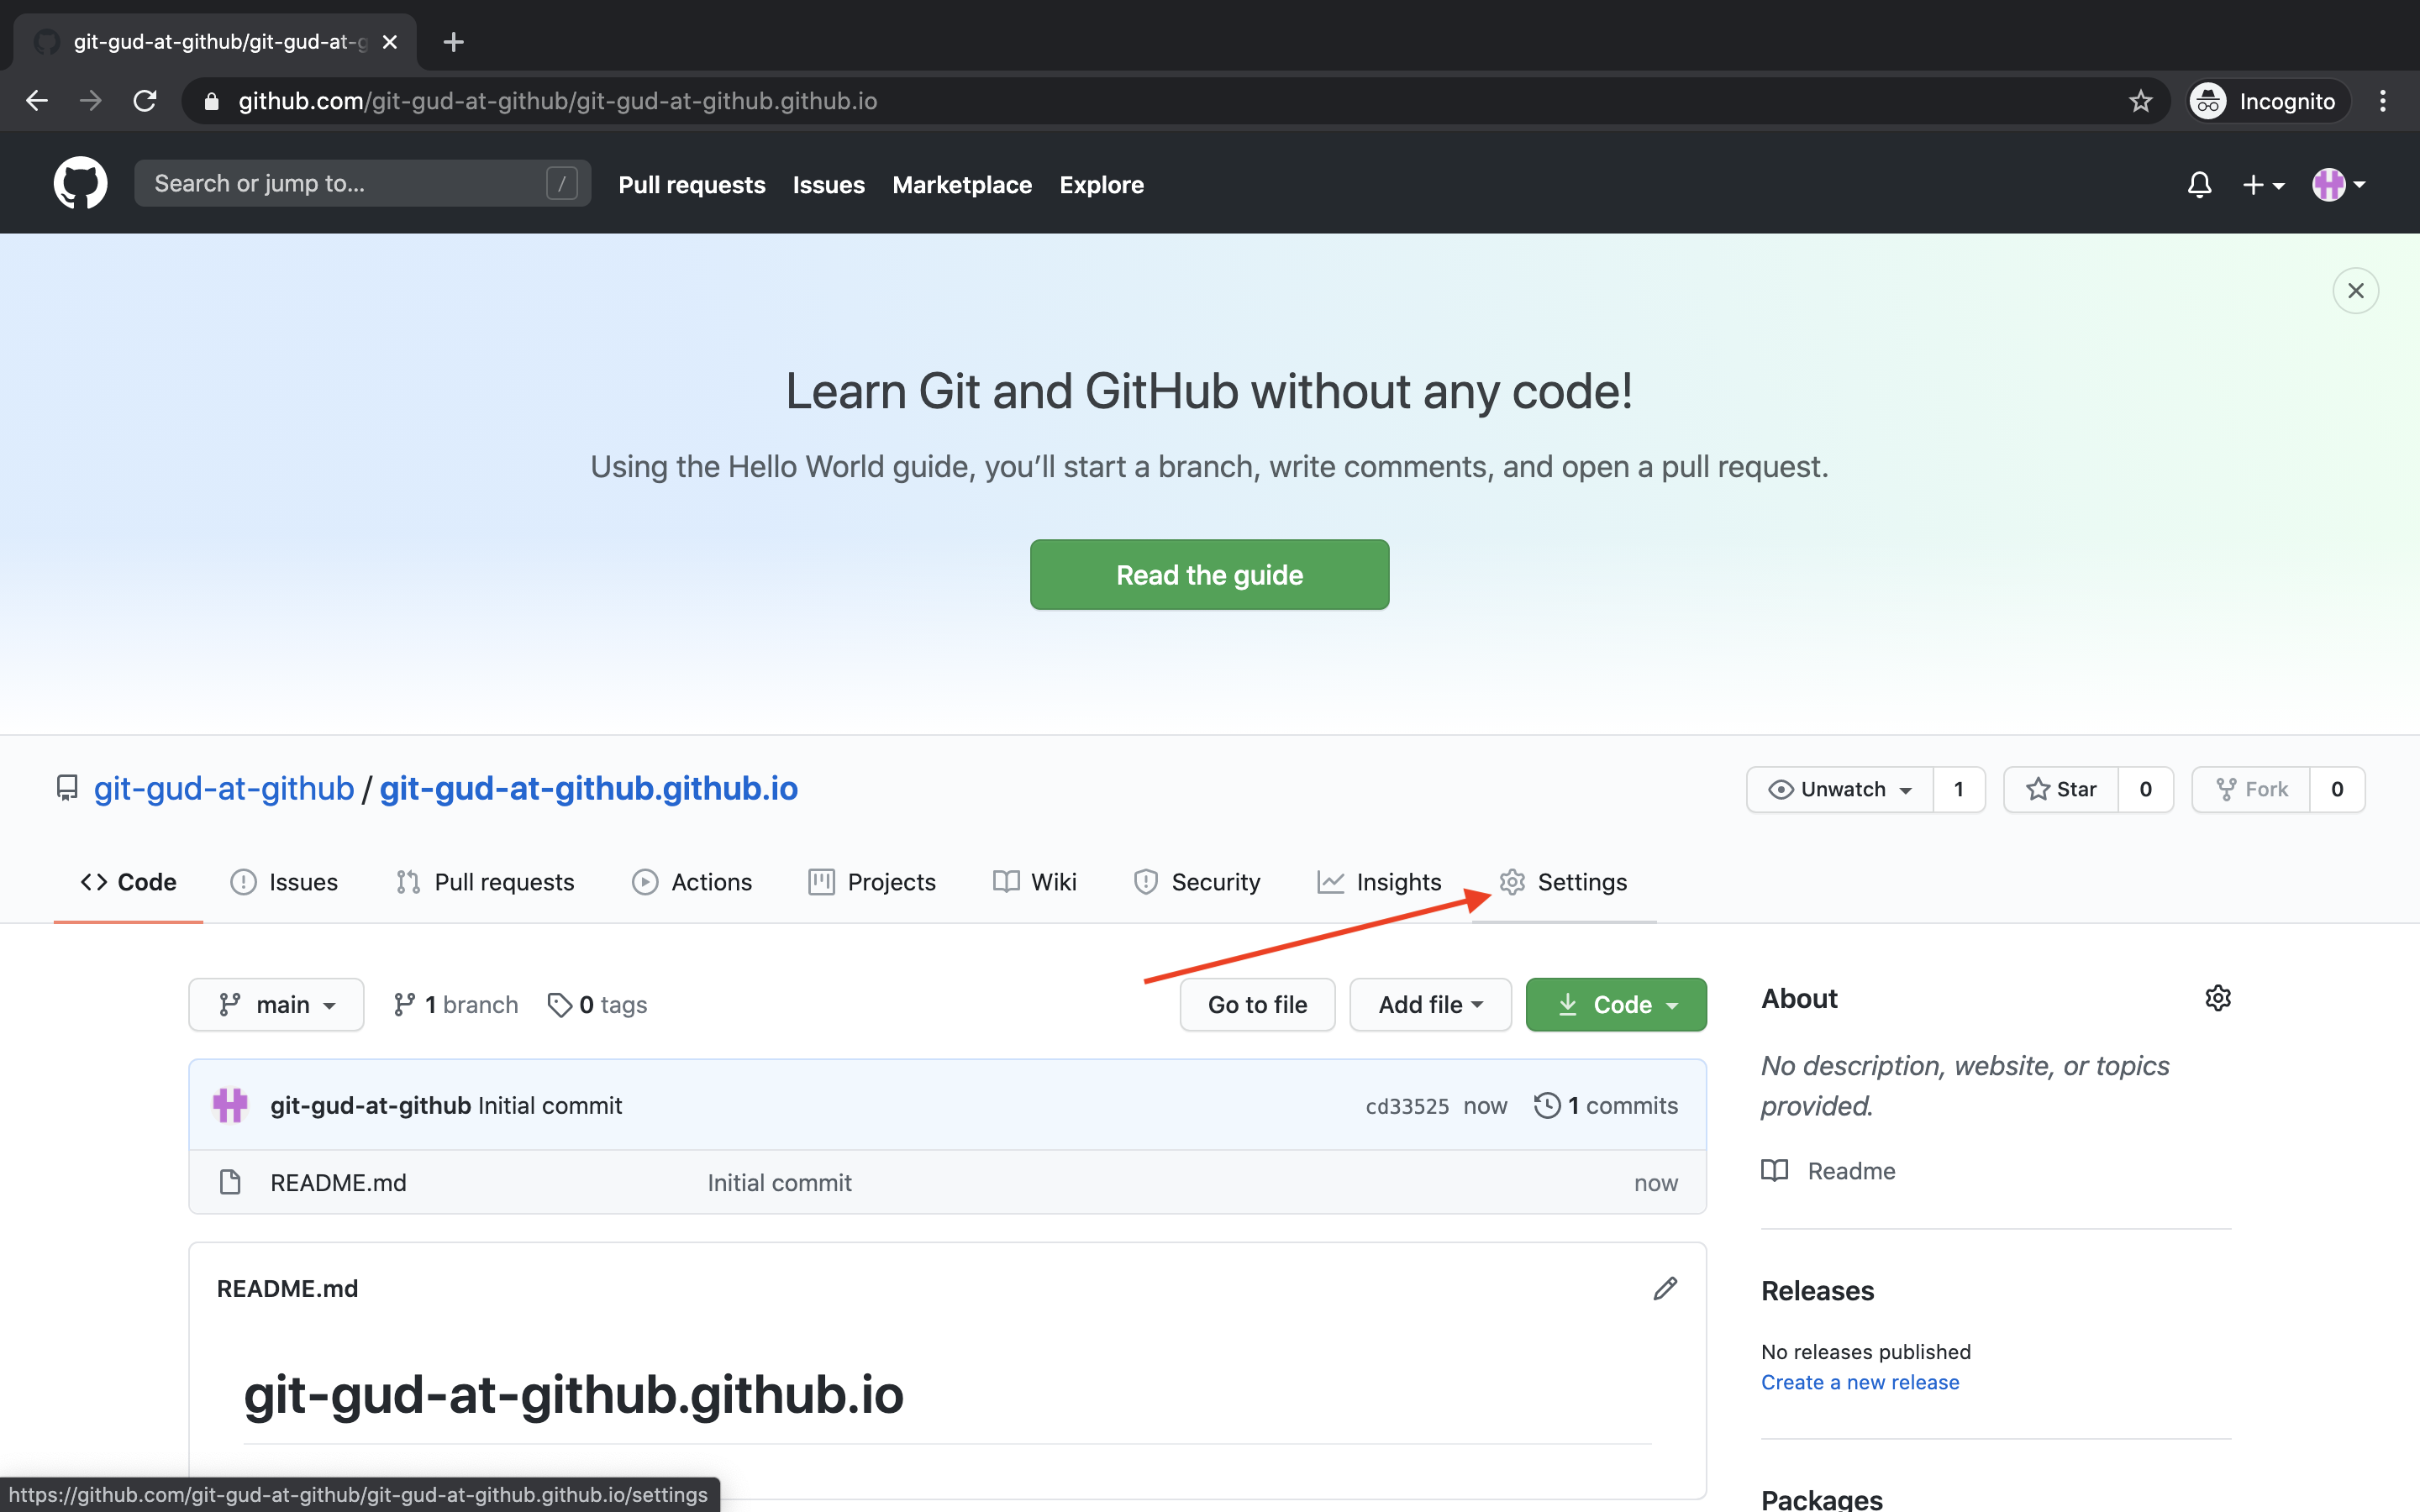 git-gud-at-github/git-gud-at-g
github.com/git-gud-at-github/git-gud-at-github.github.io
Incognito
Search or jump to... /
Pull requests Issues Marketplace Explore
Learn Git and GitHub without any code!
Using the Hello World guide, you’ll start a branch, write comments, and open a pull request.
Read the guide
git-gud-at-github / git-gud-at-github.github.io
Unwatch 1 Star 0 Fork 0
Code Issues Pull requests Actions Projects Wiki Security Insights Settings
main 1 branch 0 tags Go to file Add file Code
git-gud-at-github Initial commit cd33525 now 1 commits
README.md Initial commit now
README.md
git-gud-at-github.github.io
About
No description, website, or topics
provided.
Readme
Releases
No releases published
Create a new release
Packages
https://github.com/git-gud-at-github/git-gud-at-github.github.io/settings